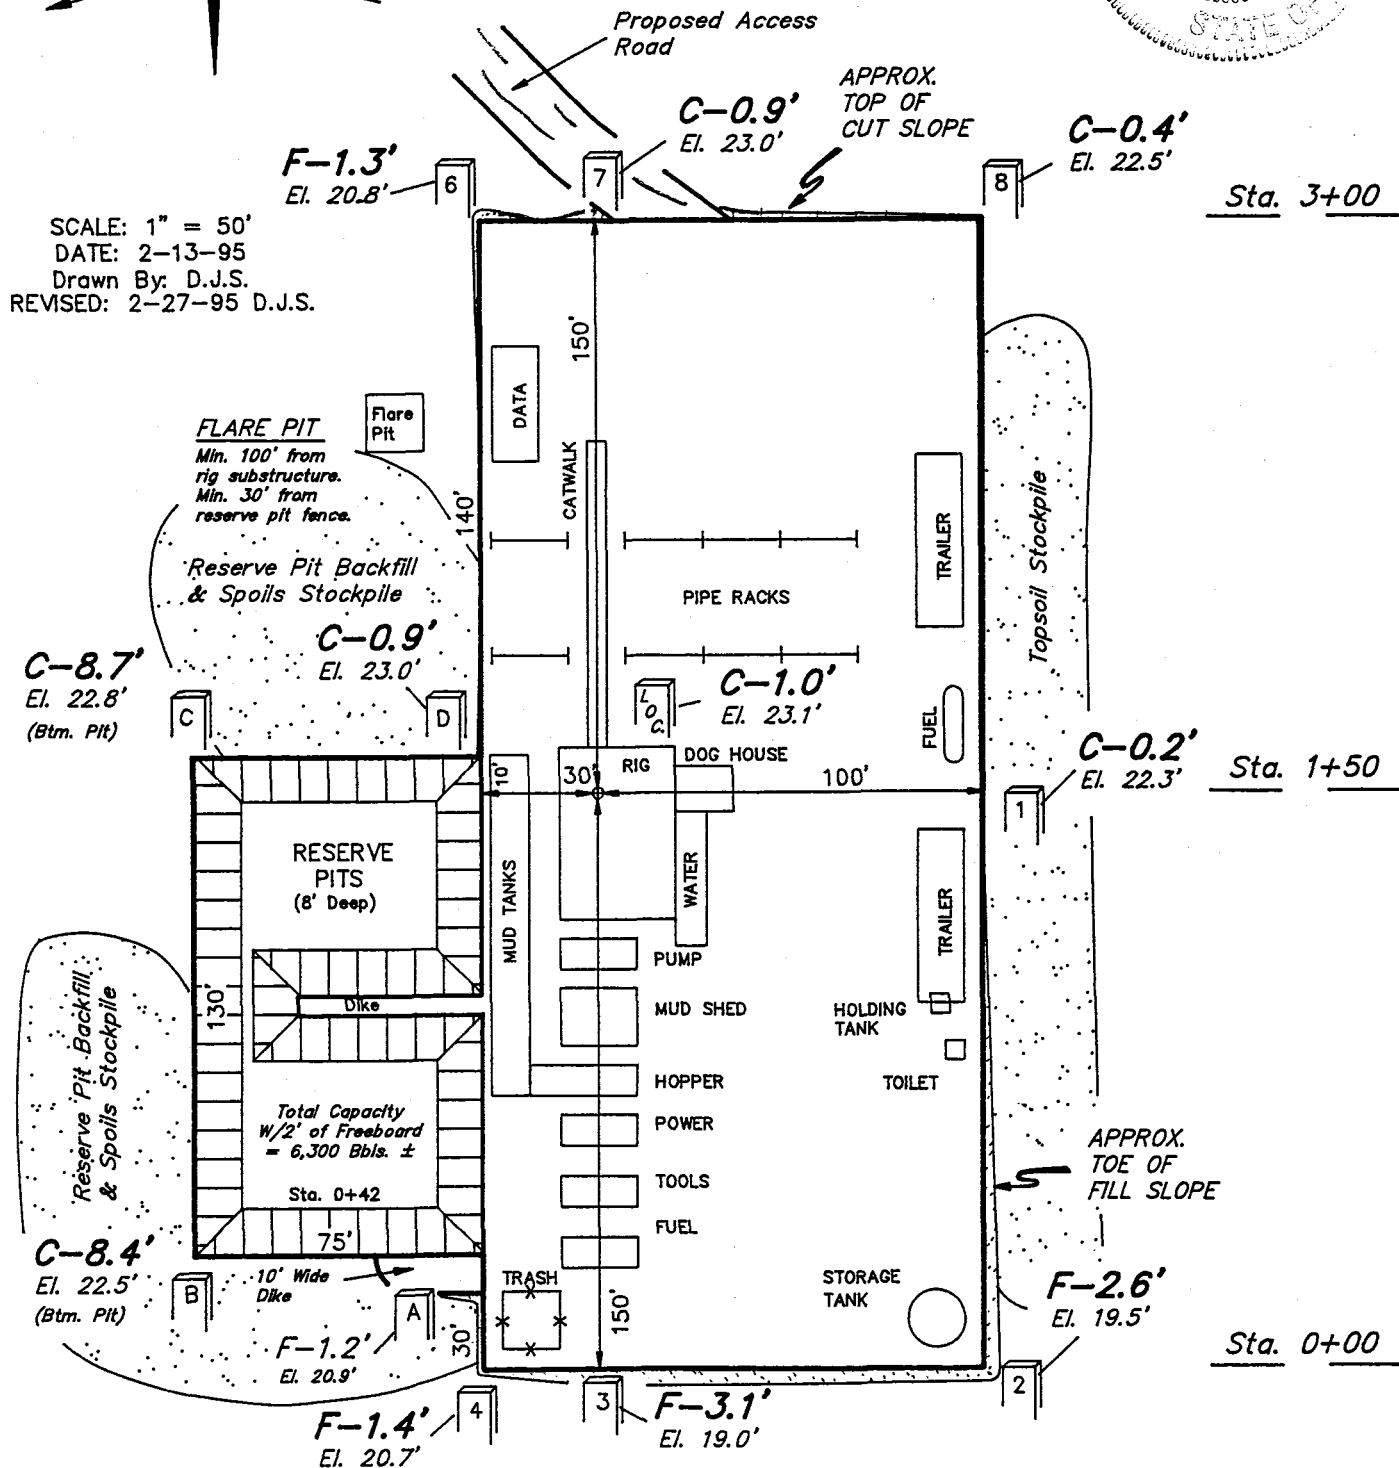 STATE OF
Proposed Access
Road
APPROX.
TOP OF
CUT SLOPE
C-0.9'
El. 23.0'
C-0.4'
El. 22.5'
F-1.3'
El. 20.8'
6
7
8
Sta. 3+00
SCALE: 1" = 50'
DATE: 2-13-95
Drawn By: D.J.S.
REVISED: 2-27-95 D.J.S.
150'
DATA
Flare
Pit
FLARE PIT
Min. 100' from
rig substructure.
Min. 30' from
reserve pit fence.
140'
CATWALK
TRAILER
Topsoil Stockpile
Reserve Pit Backfill
& Spoils Stockpile
PIPE RACKS
C-0.9'
El. 23.0'
C-8.7'
El. 22.8'
(Btm. Pit)
C
D
LOC.
C-1.0'
El. 23.1'
FUEL
C-0.2'
El. 22.3'
Sta. 1+50
1
RIG
DOG HOUSE
10'
30'
100'
RESERVE
PITS
(8' Deep)
MUD TANKS
WATER
TRAILER
PUMP
Reserve Pit Backfill
& Spoils Stockpile
130'
Dike
MUD SHED
HOLDING
TANK
HOPPER
TOILET
Total Capacity
W/2' of Freeboard
= 6,300 Bbls. ±
POWER
APPROX.
TOE OF
FILL SLOPE
Sta. 0+42
TOOLS
FUEL
75'
C-8.4'
El. 22.5'
(Btm. Pit)
B
10' Wide
Dike
A
TRASH
STORAGE
TANK
F-2.6'
El. 19.5'
F-1.2'
El. 20.9'
30'
150'
Sta. 0+00
4
3
2
F-1.4'
El. 20.7'
F-3.1'
El. 19.0'